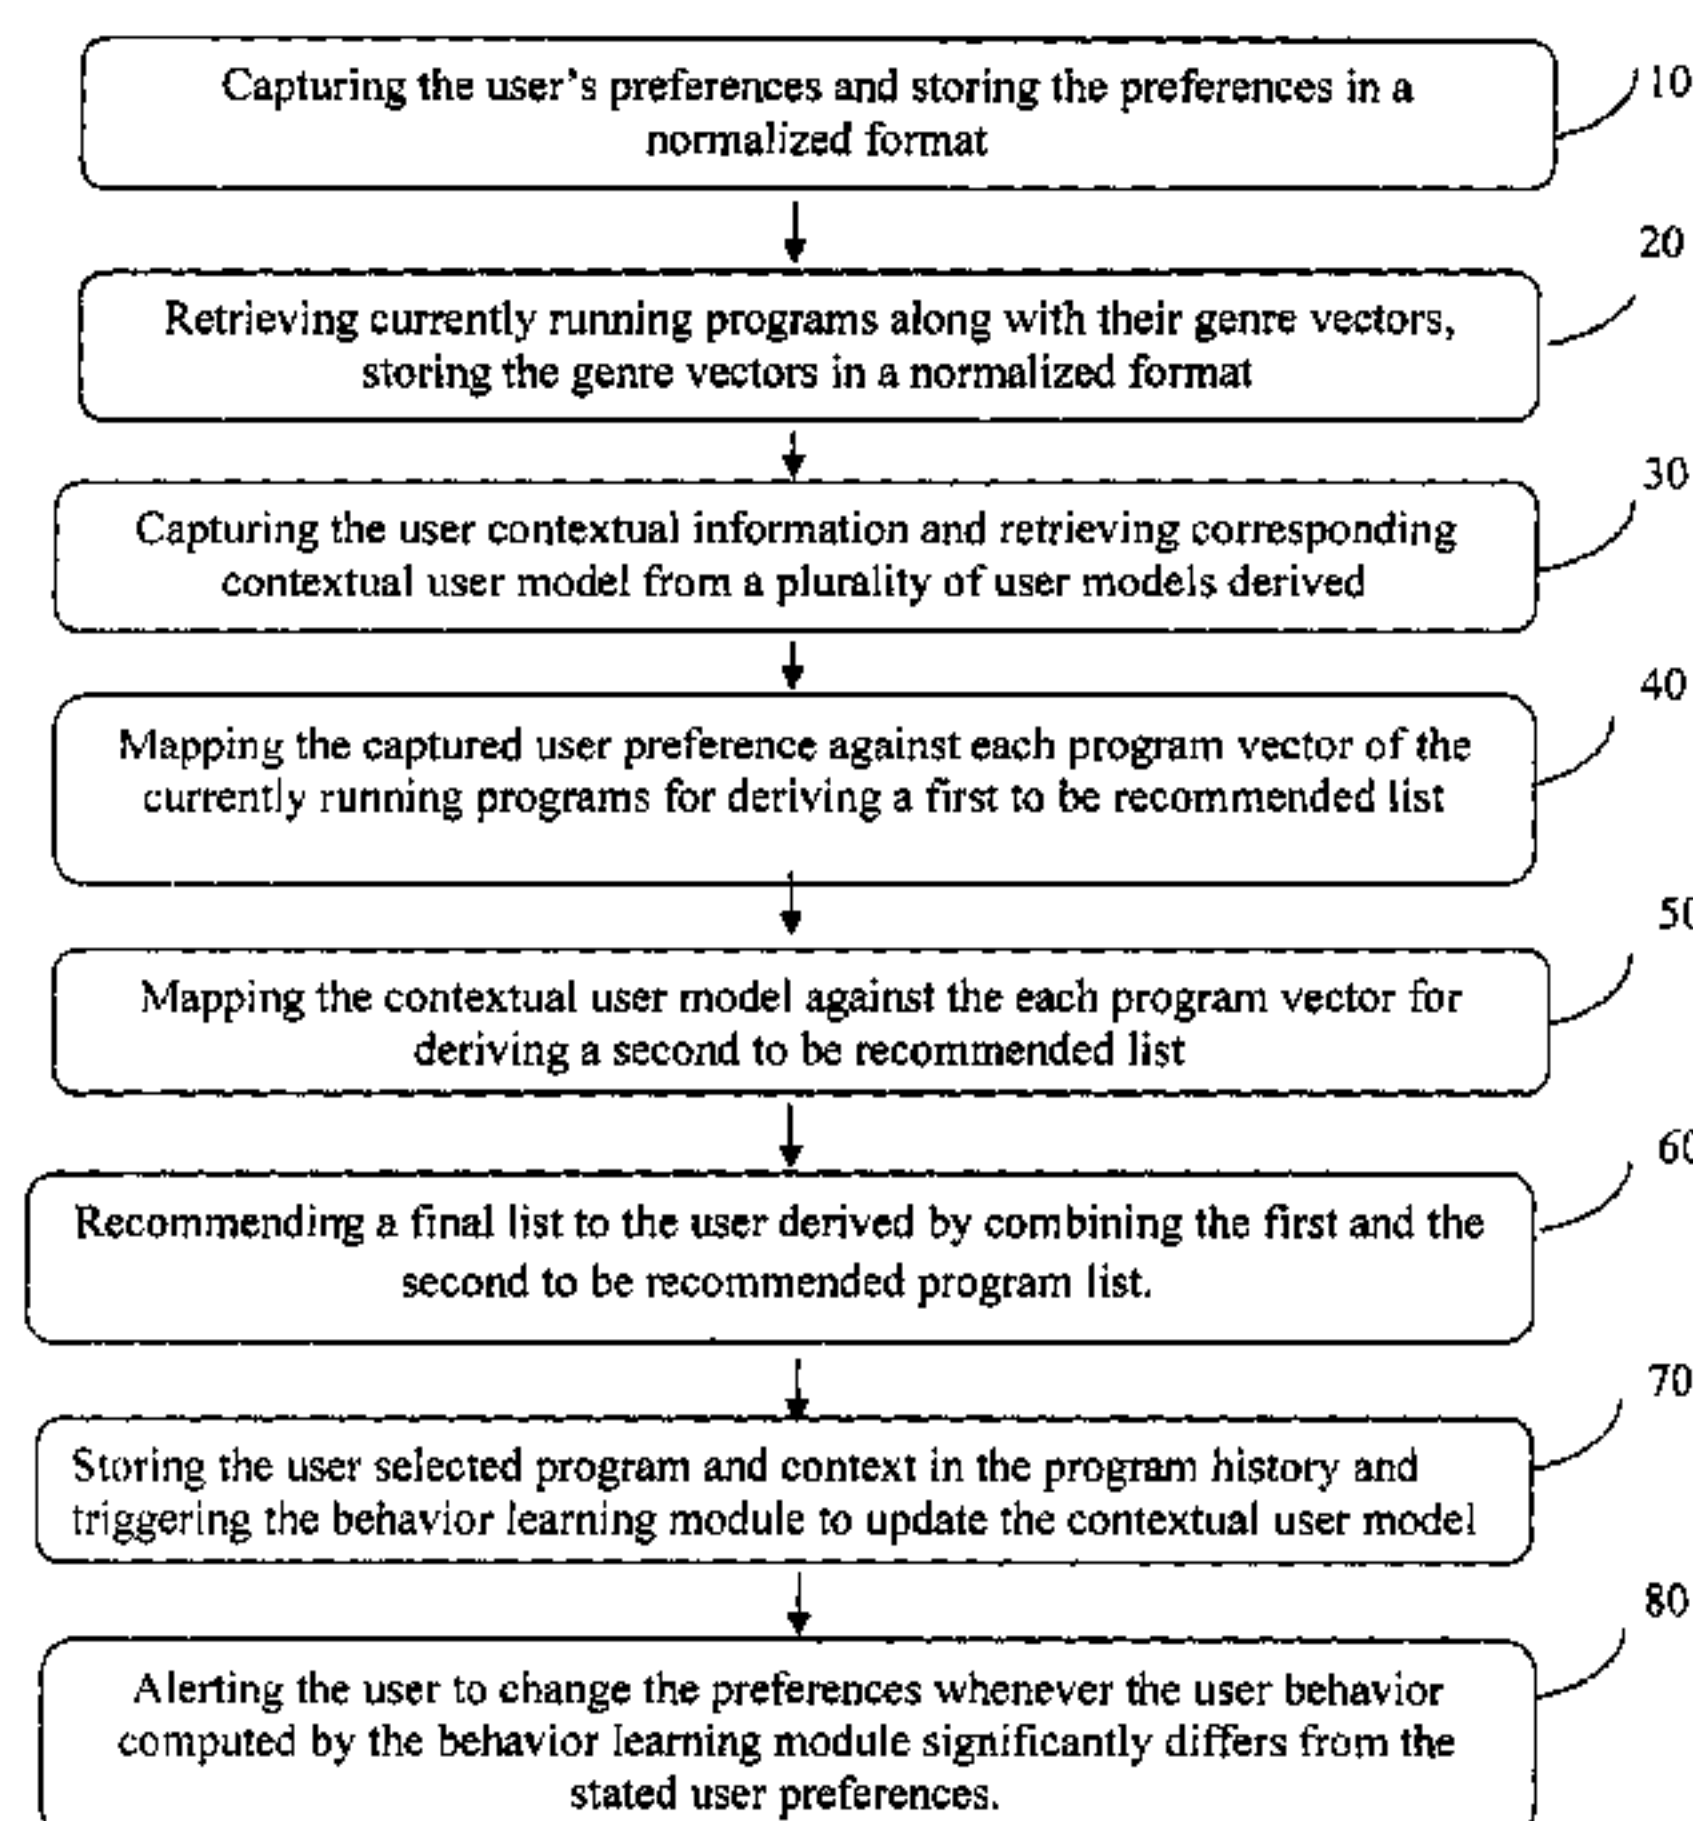 Capturing the user's preferences and storing the preferences in a
normalized format
10
20
Retrieving currently running programs along with their genre vectors,
storing the genre vectors in a normalized format
30
Capturing the user contextual information and retrieving corresponding
contextual user model from a plurality of user models derived
40
Mapping the captured user preference against each program vector of the
currently running programs for deriving a first to be recommended list
50
Mapping the contextual user model against the each program vector for
deriving a second to be recommended list
60
Recommending a final list to the user derived by combining the first and the
second to be recommended program list.
70
Storing the user selected program and context in the program history and
triggering the behavior learning module to update the contextual user model
80
Alerting the user to change the preferences whenever the user behavior
computed by the behavior learning module significantly differs from the
stated user preferences.